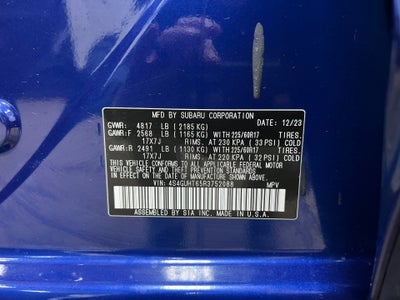 MFD BY SUBARU CORPORATION DATE: 12/23
GVWR: 4817 LB ( 2185 KG)
GAWR:F 2568 LB ( 1165 KG) WITH 225/60R17 TIRES,
17X7J RIMS, AT 230 KPA ( 33 PSI) COLD
GAWR:R 2491 LB ( 1130 KG) WITH 225/60R17 TIRES,
17X7J RIMS, AT 220 KPA ( 32 PSI) COLD
THIS VEHICLE CONFORMS TO ALL APPLICABLE FEDERAL MOTOR
VEHICLE SAFETY AND THEFT PREVENTION STANDARDS IN
EFFECT ON THE DATE OF MANUFACTURE SHOWN ABOVE.
VIN: 4S4GUHT65R3752088 MPV
ASSEMBLED BY SIA INC. MADE IN U.S.A.